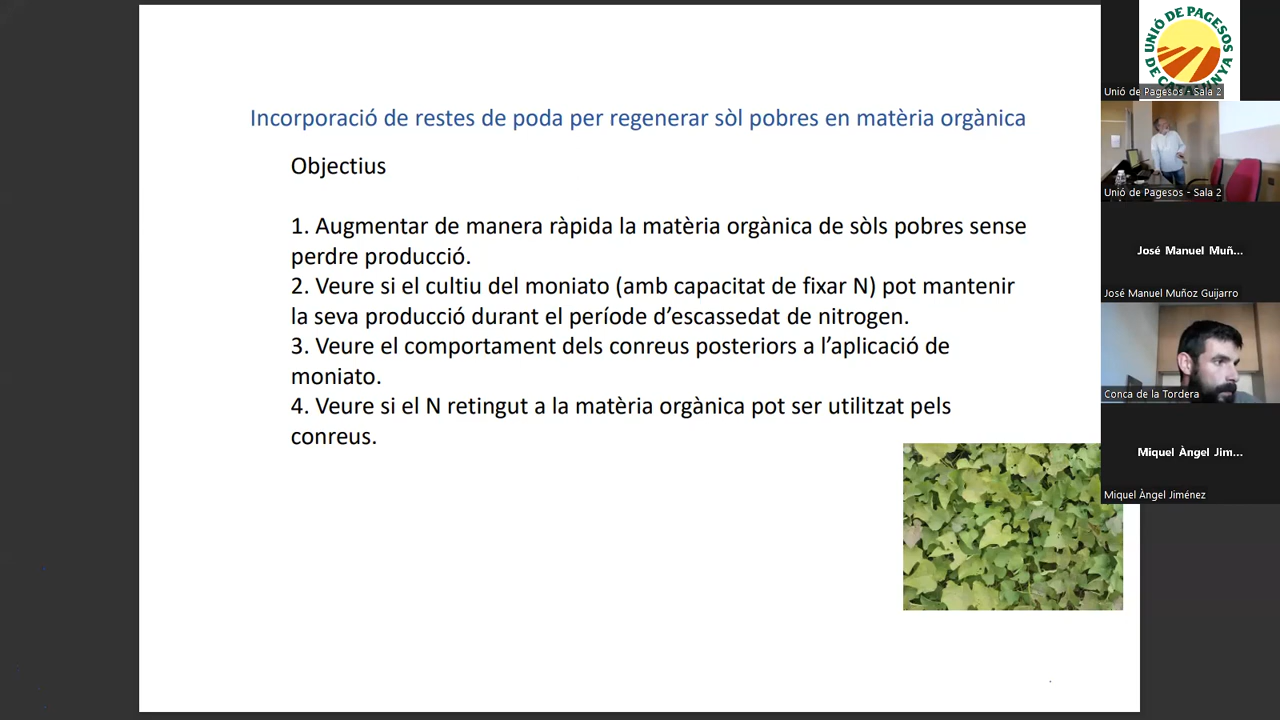 Incorporació de restes de poda per regenerar sòl pobres en matèria orgànica
Objectius
1. Augmentar de manera ràpida la matèria orgànica de sòls pobres sense
perdre producció.
2. Veure si el cultiu del moniato (amb capacitat de fixar N) pot mantenir
la seva producció durant el període d’escassedat de nitrogen.
3. Veure el comportament dels conreus posteriors a l’aplicació de
moniato.
4. Veure si el N retingut a la matèria orgànica pot ser utilitzat pels
conreus.
UNIÓ DE PAGESOS
DE CATALUNYA
Unió de Pagesos - Sala 2
Unió de Pagesos - Sala 2
José Manuel Muñ...
José Manuel Muñoz Guijarro
Conca de la Tordera
Miquel Àngel Jim...
Miquel Àngel Jiménez